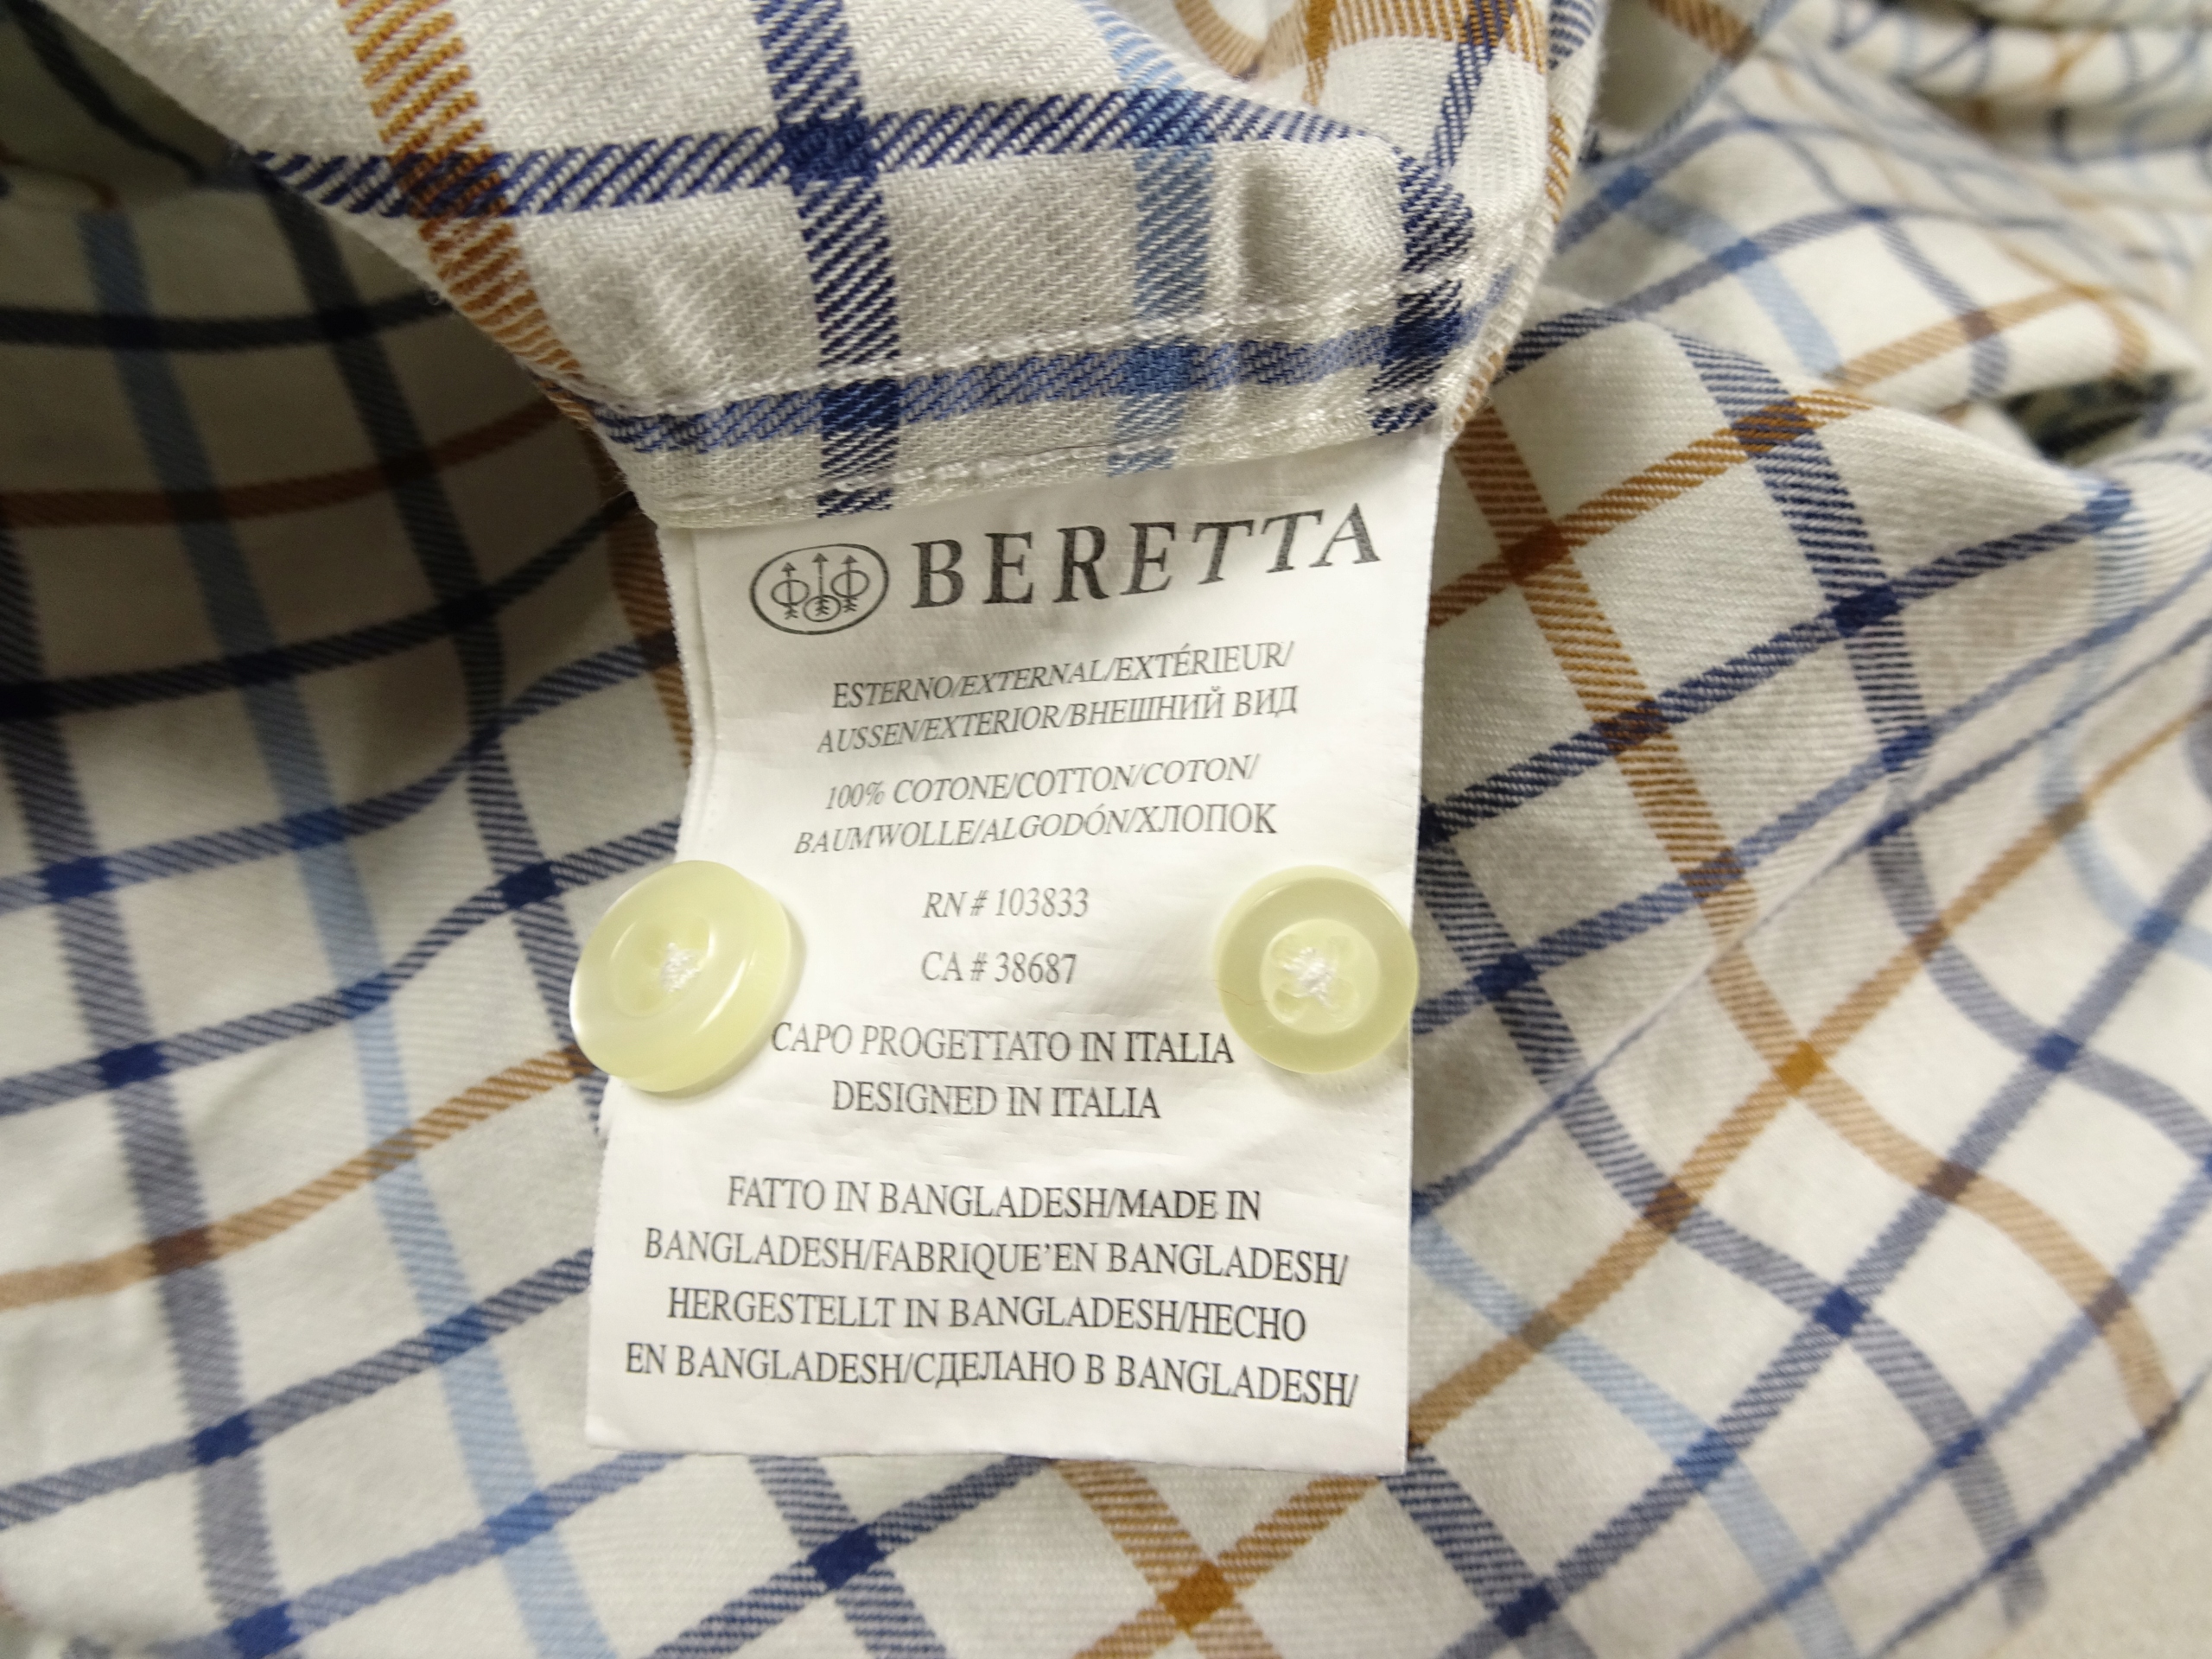 BERETTA
ESTERNO/EXTERNAL/EXTÉRIEUR/
AUSSEN/EXTERIOR/ВНЕШНИЙ ВИД
100% COTONE/COTTON/COTON/
BAUMWOLLE/ALGODÓN/ХЛОПОК
RN # 103833
CA # 38687
CAPO PROGETTATO IN ITALIA
DESIGNED IN ITALIA
FATTO IN BANGLADESH/MADE IN
BANGLADESH/FABRIQUE'EN BANGLADESH/
HERGESTELLT IN BANGLADESH/HECHO
EN BANGLADESH/СДЕЛАНО В BANGLADESH/